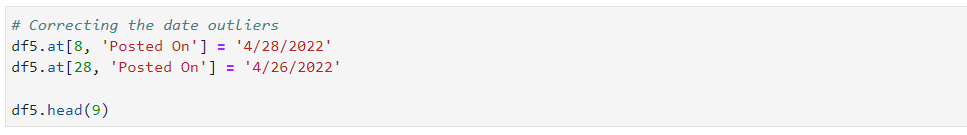 # Correcting the date outliers
df5.at[8, 'Posted On'] = '4/28/2022'
df5.at[28, 'Posted On'] = '4/26/2022'
df5.head(9)